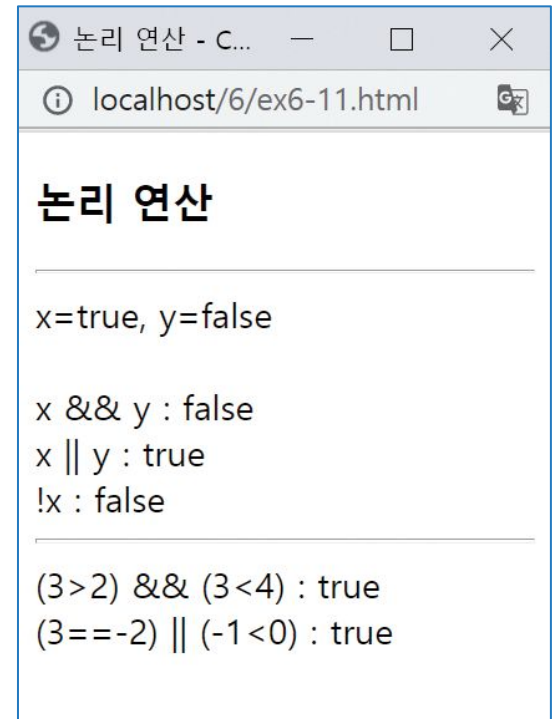 논리 연산 - C...
localhost/6/ex6-11.html
논리 연산
x=true, y=false
x && y : false
x || y : true
!x : false
(3>2) && (3<4) : true
(3==-2) || (-1<0) : true